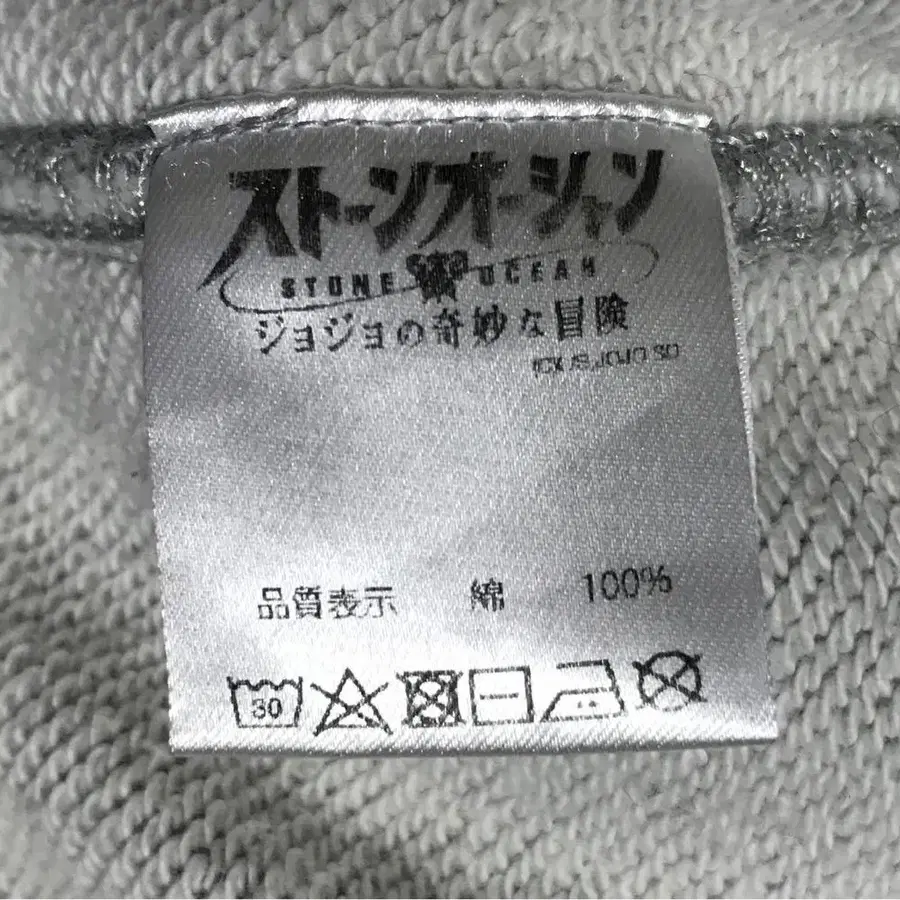 ストーンオーシャン
STONE OCEAN
ジョジョの奇妙な冒険
品質表示 綿 100%
30